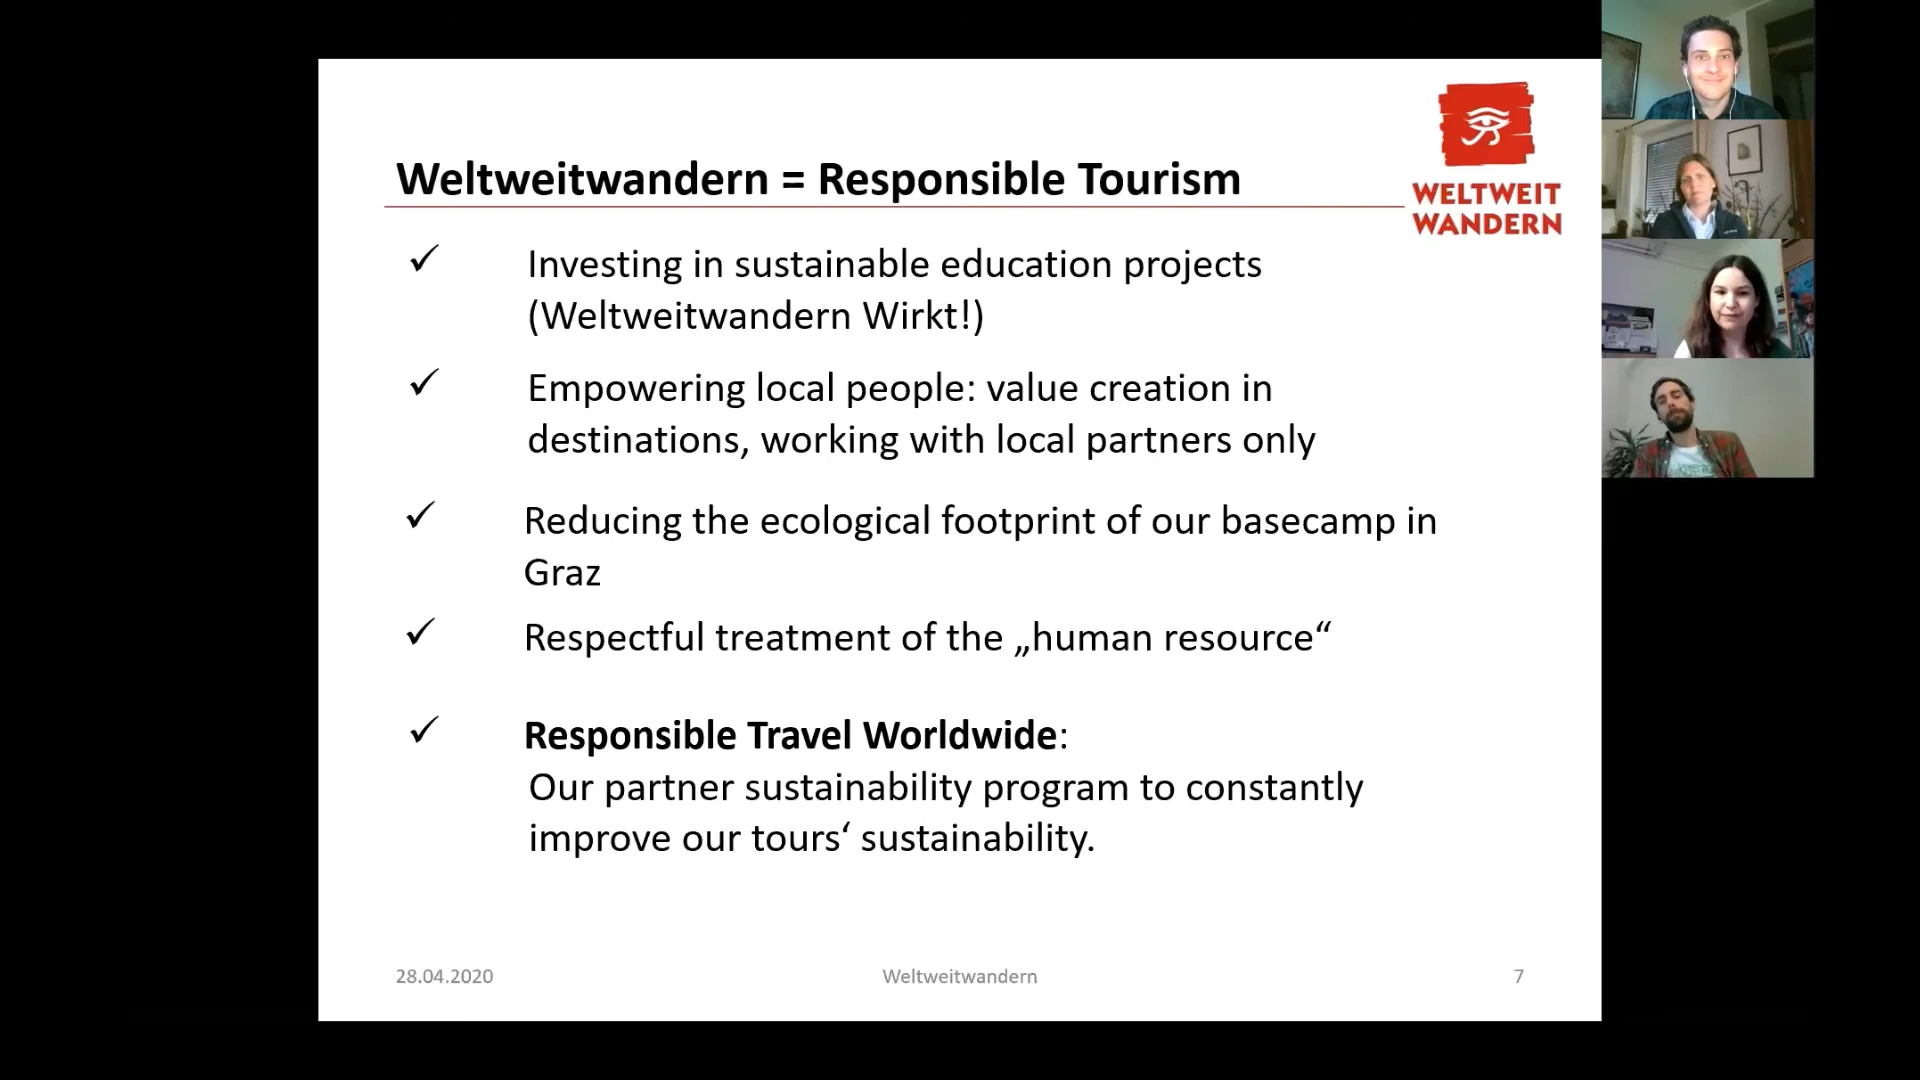 WELTWEIT
WANDERN
Weltweitwandern = Responsible Tourism
Investing in sustainable education projects
(Weltweitwandern Wirkt!)
Empowering local people: value creation in
destinations, working with local partners only
Reducing the ecological footprint of our basecamp in
Graz
Respectful treatment of the „human resource“
Responsible Travel Worldwide:
Our partner sustainability program to constantly
improve our tours‘ sustainability.
28.04.2020
Weltweitwandern
7